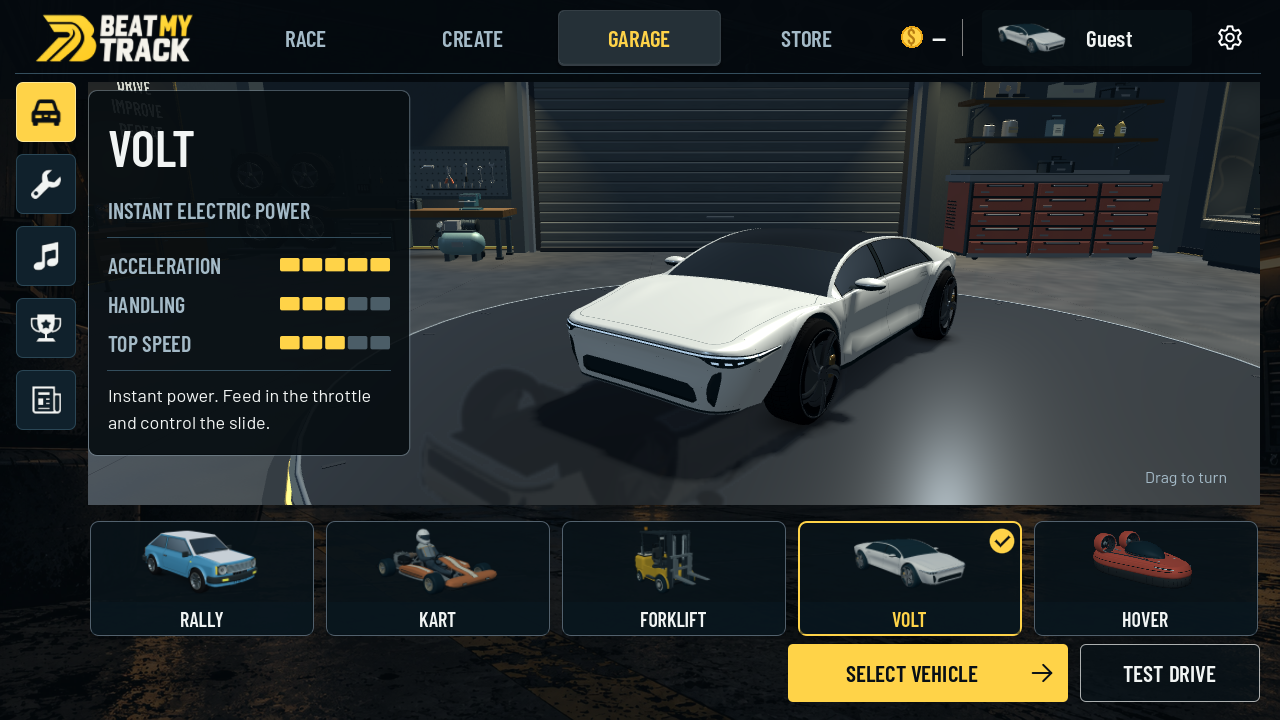 BEAT MY
TRACK
RACE
CREATE
GARAGE
STORE
–
Guest
DRIVE
IMPROVE
VOLT
INSTANT ELECTRIC POWER
ACCELERATION
HANDLING
TOP SPEED
Instant power. Feed in the throttle
and control the slide.
Drag to turn
RALLY
KART
FORKLIFT
VOLT
HOVER
SELECT VEHICLE
TEST DRIVE